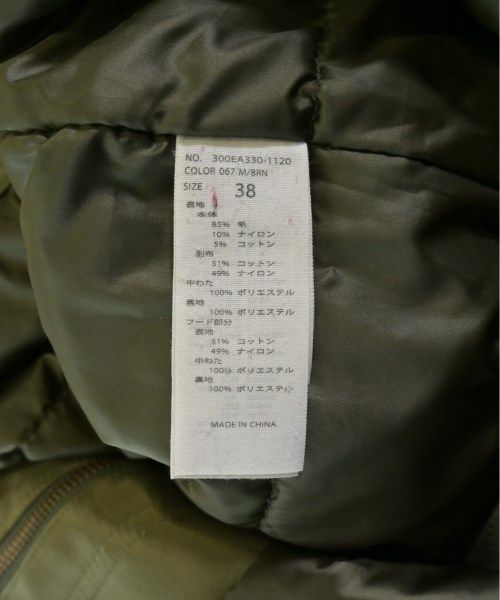 NO. 300EA330-1120
COLOR 067 M/BRN
SIZE 38
表地
本体
85% 毛
10% ナイロン
5% コットン
別布
51% コットン
49% ナイロン
中わた
100% ポリエステル
裏地
100% ポリエステル
フード部分
表地
51% コットン
49% ナイロン
中わた
100% ポリエステル
裏地
100% ポリエステル
MADE IN CHINA